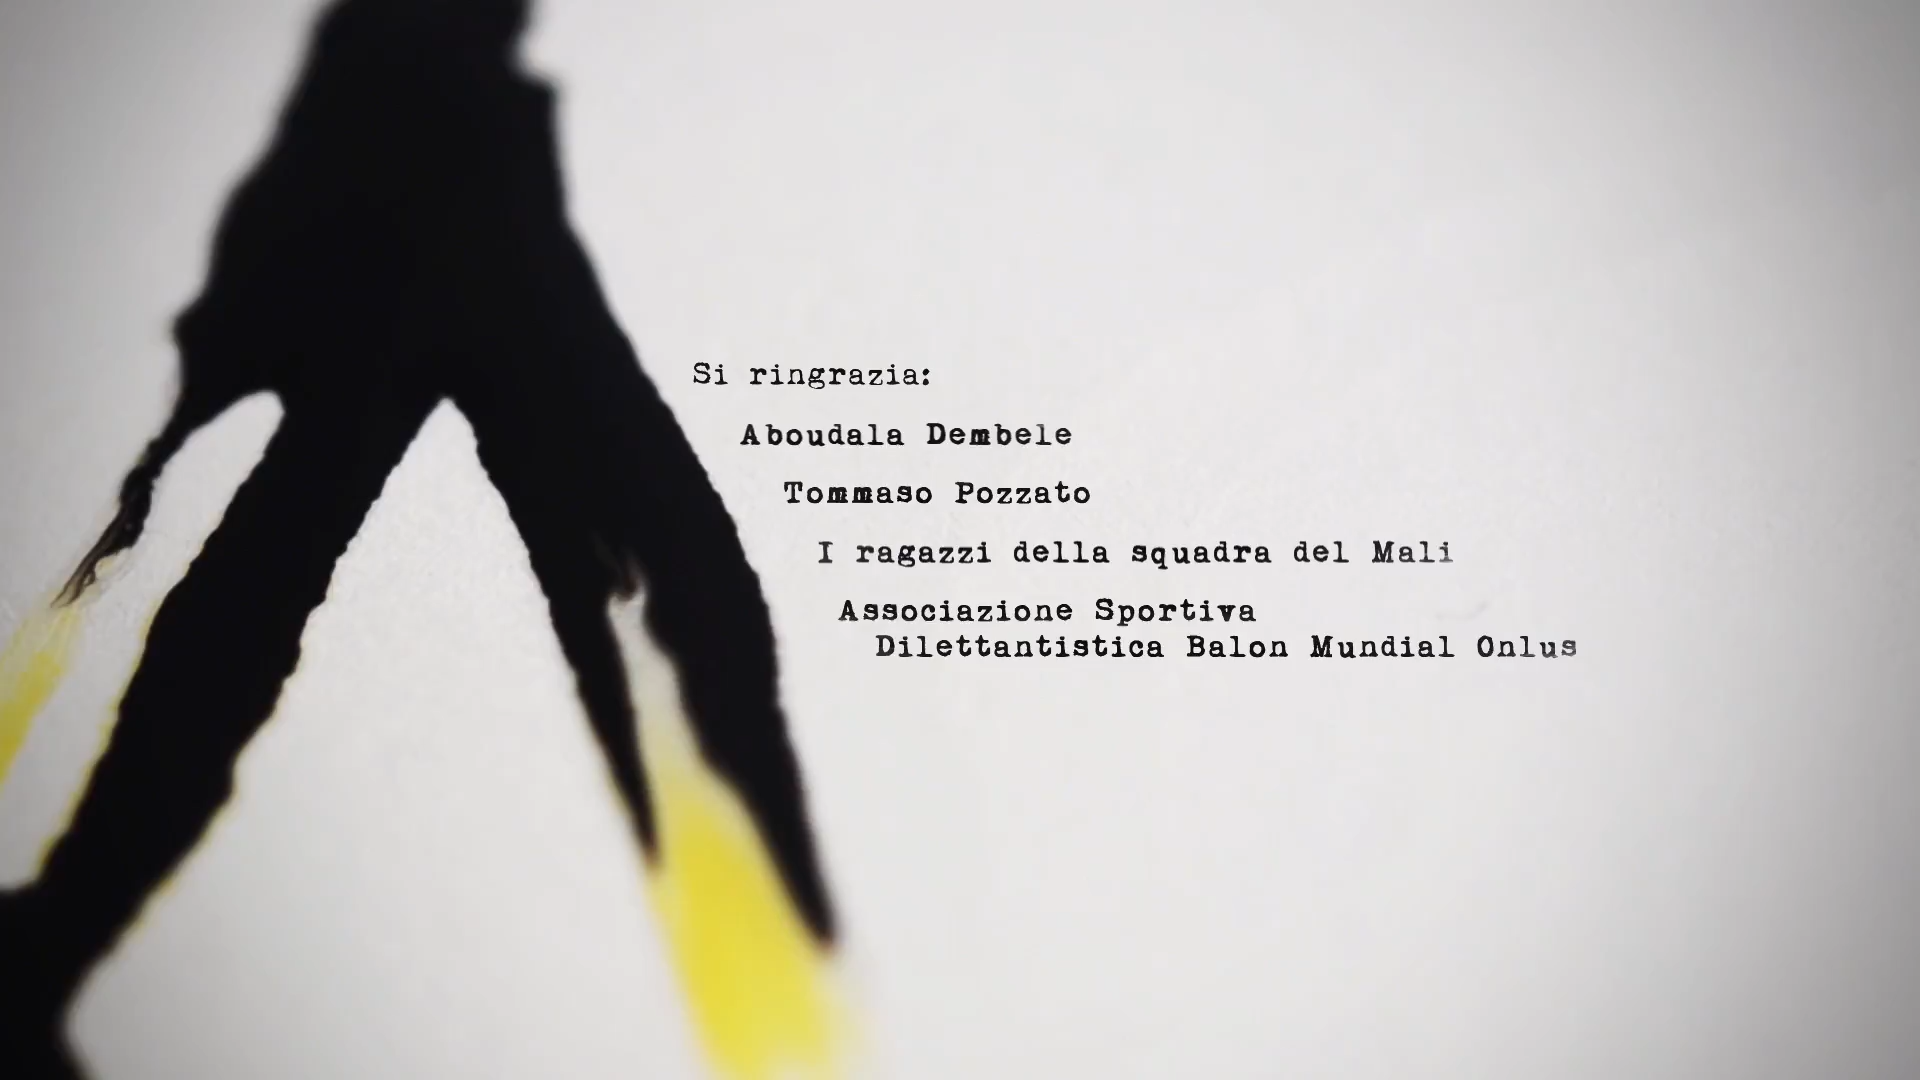 Si ringrazia:
Aboudala Dembele
Tommaso Pozzato
I ragazzi della squadra del Mali
Associazione Sportiva
Dilettantistica Balon Mundial Onlus